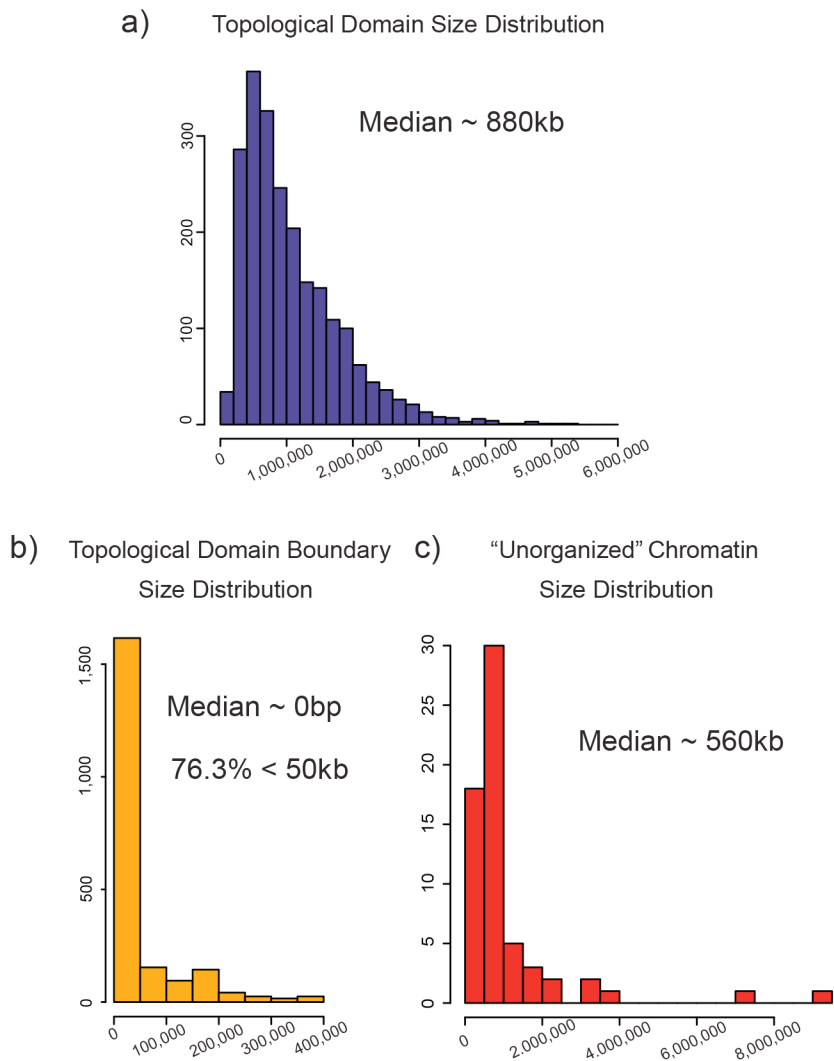 a) Topological Domain Size Distribution
Median ~ 880kb
300
200
100
0
0 1,000,000 2,000,000 3,000,000 4,000,000 5,000,000 6,000,000
b) Topological Domain Boundary
Size Distribution
1,500
Median ~ 0bp
76.3% < 50kb
1,000
500
0
0 100,000 200,000 300,000 400,000
c) “Unorganized” Chromatin
Size Distribution
30
25
Median ~ 560kb
20
15
10
5
0
0 2,000,000 4,000,000 6,000,000 8,000,000